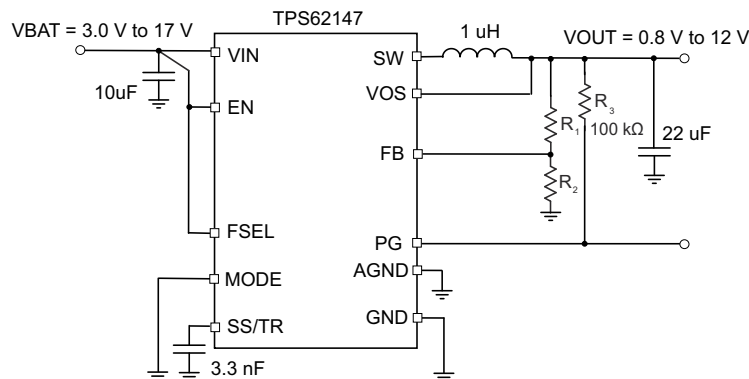 TPS62147
VBAT = 3.0 V to 17 V
VIN
SW
1 uH
VOUT = 0.8 V to 12 V
10uF
EN
VOS
R3
R1
100 kΩ
22 uF
FB
R2
FSEL
PG
MODE
AGND
SS/TR
GND
3.3 nF